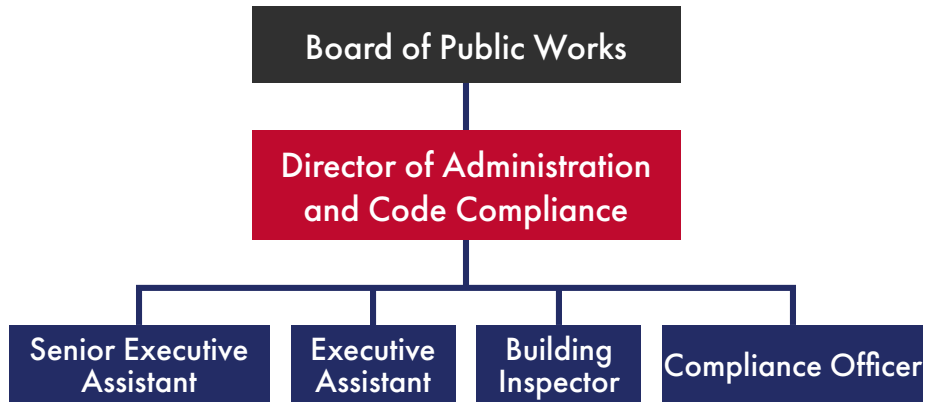 Board of Public Works
Director of Administration
and Code Compliance
Senior Executive
Assistant
Executive
Assistant
Building
Inspector
Compliance Officer